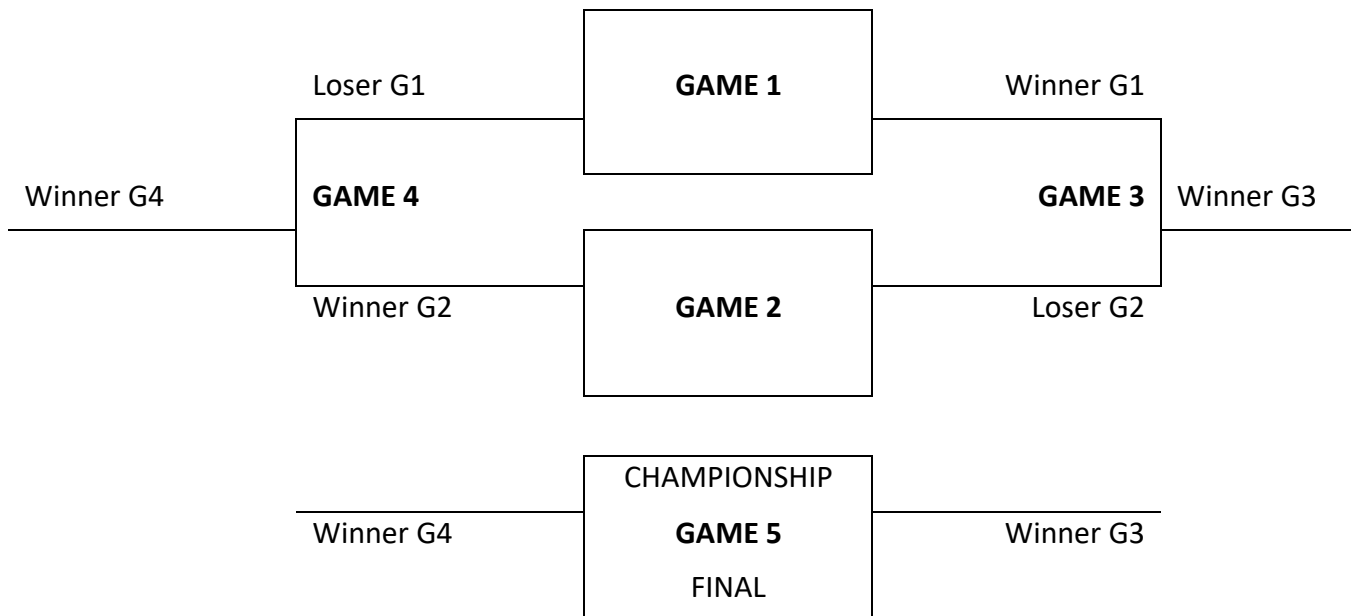 Loser G1
GAME 1
Winner G1
Winner G4
GAME 4
GAME 3
Winner G3
Winner G2
GAME 2
Loser G2
CHAMPIONSHIP
Winner G4
GAME 5
Winner G3
FINAL